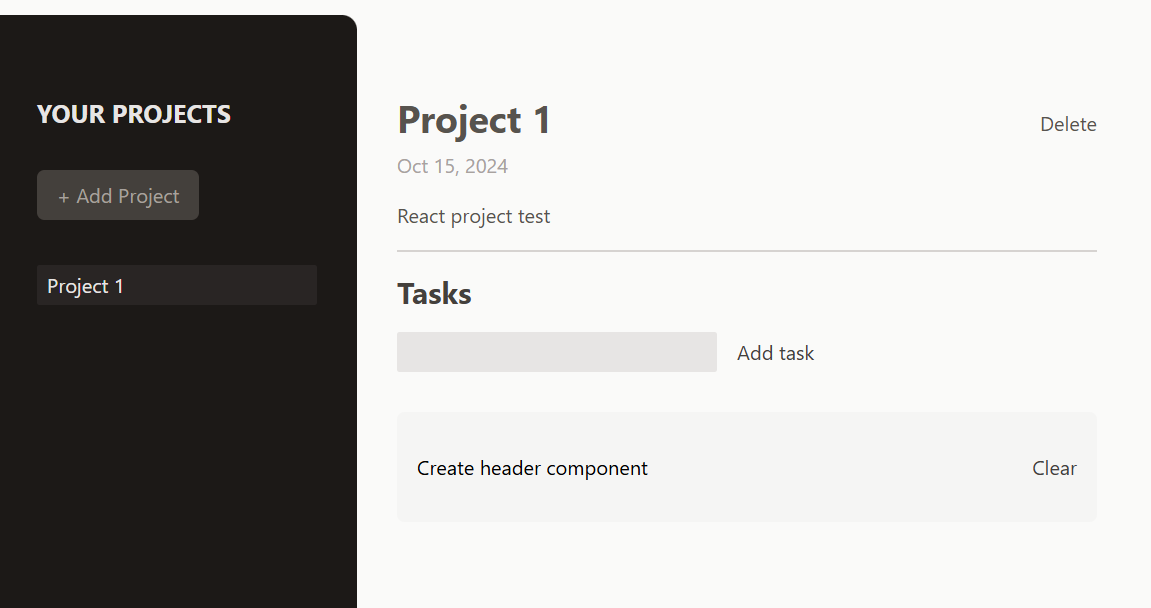 YOUR PROJECTS
+ Add Project
Project 1
Project 1
Delete
Oct 15, 2024
React project test
Tasks
Add task
Create header component
Clear